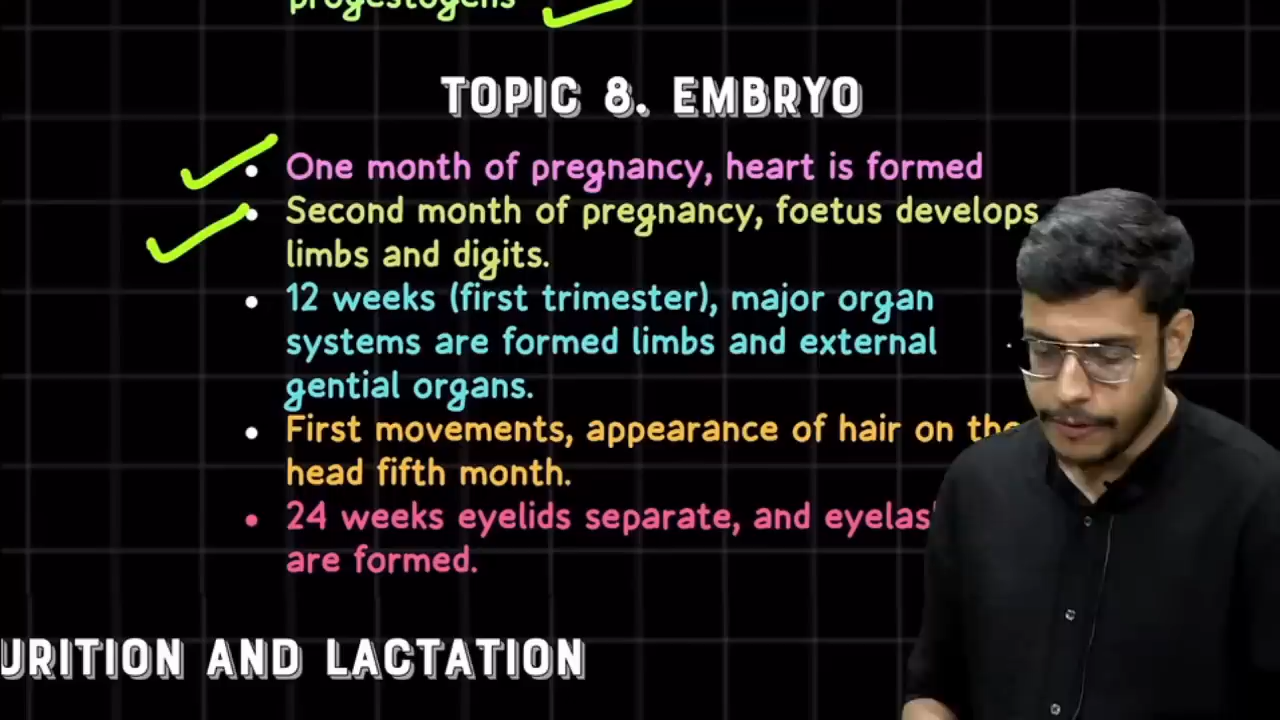 progestogens
TOPIC 8. EMBRYO
One month of pregnancy, heart is formed
Second month of pregnancy, foetus develops
limbs and digits.
12 weeks (first trimester), major organ
systems are formed limbs and external
gential organs.
First movements, appearance of hair on the
head fifth month.
24 weeks eyelids separate, and
are formed.
AND LACTATION